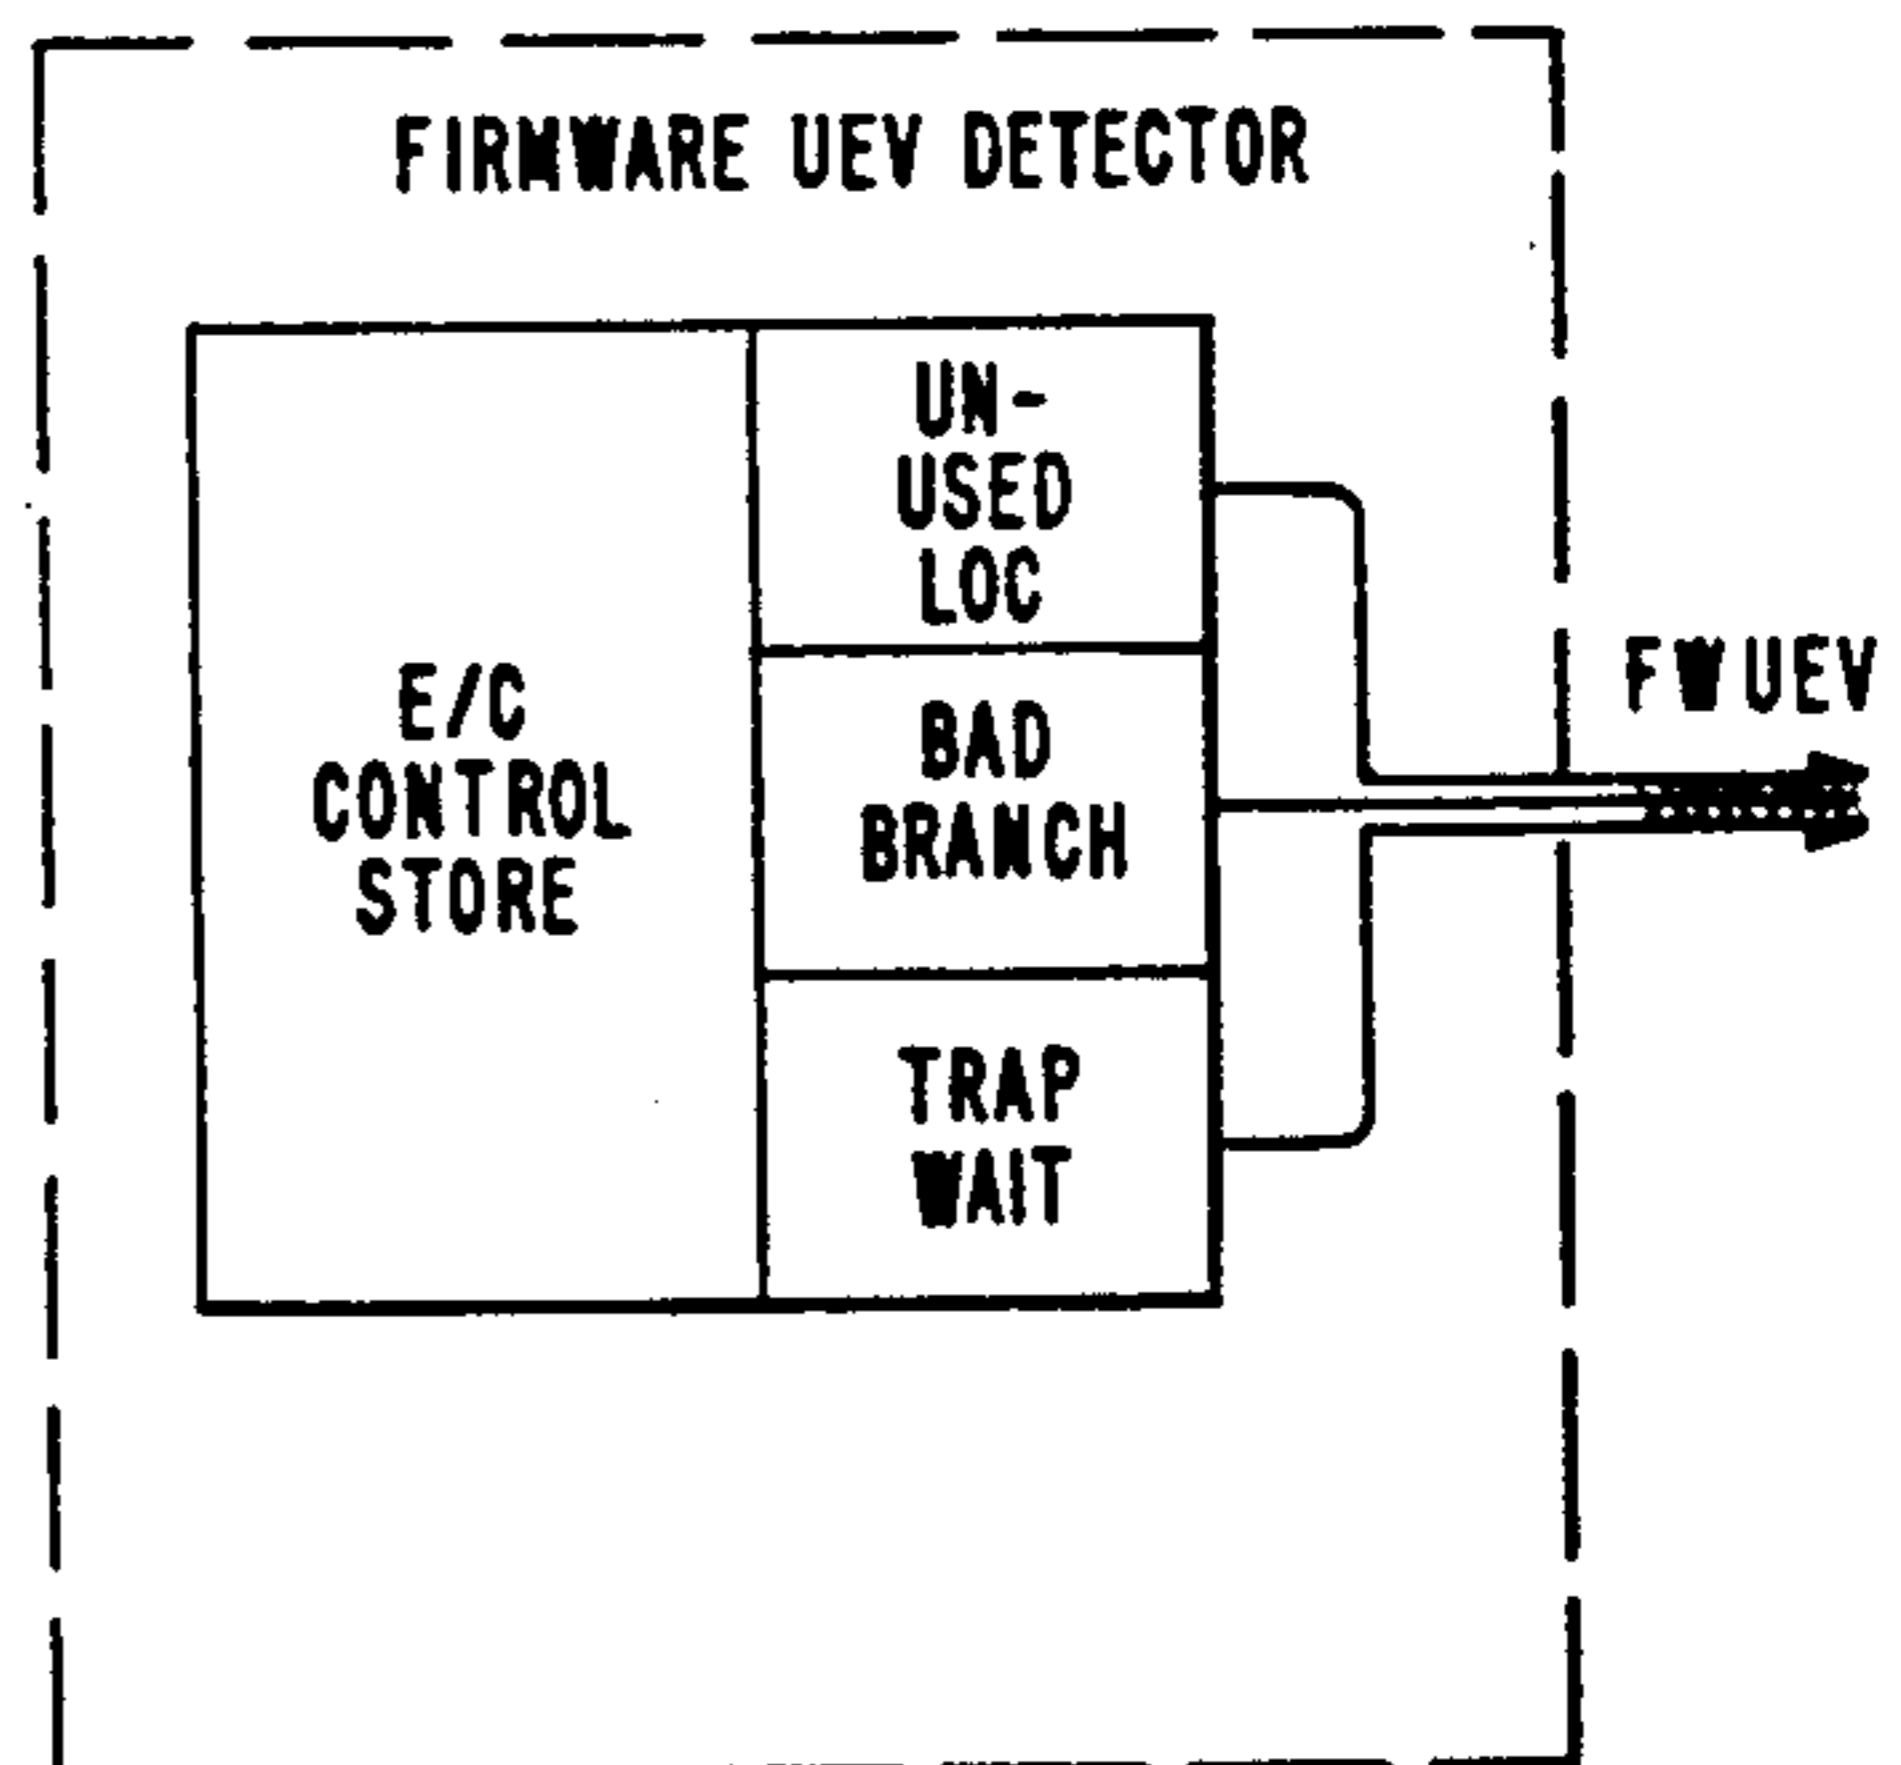 FIRMWARE UEV DETECTOR
UN-
USED
LOC
E/C
CONTROL
STORE
BAD
BRANCH
TRAP
WAIT
FWUEV